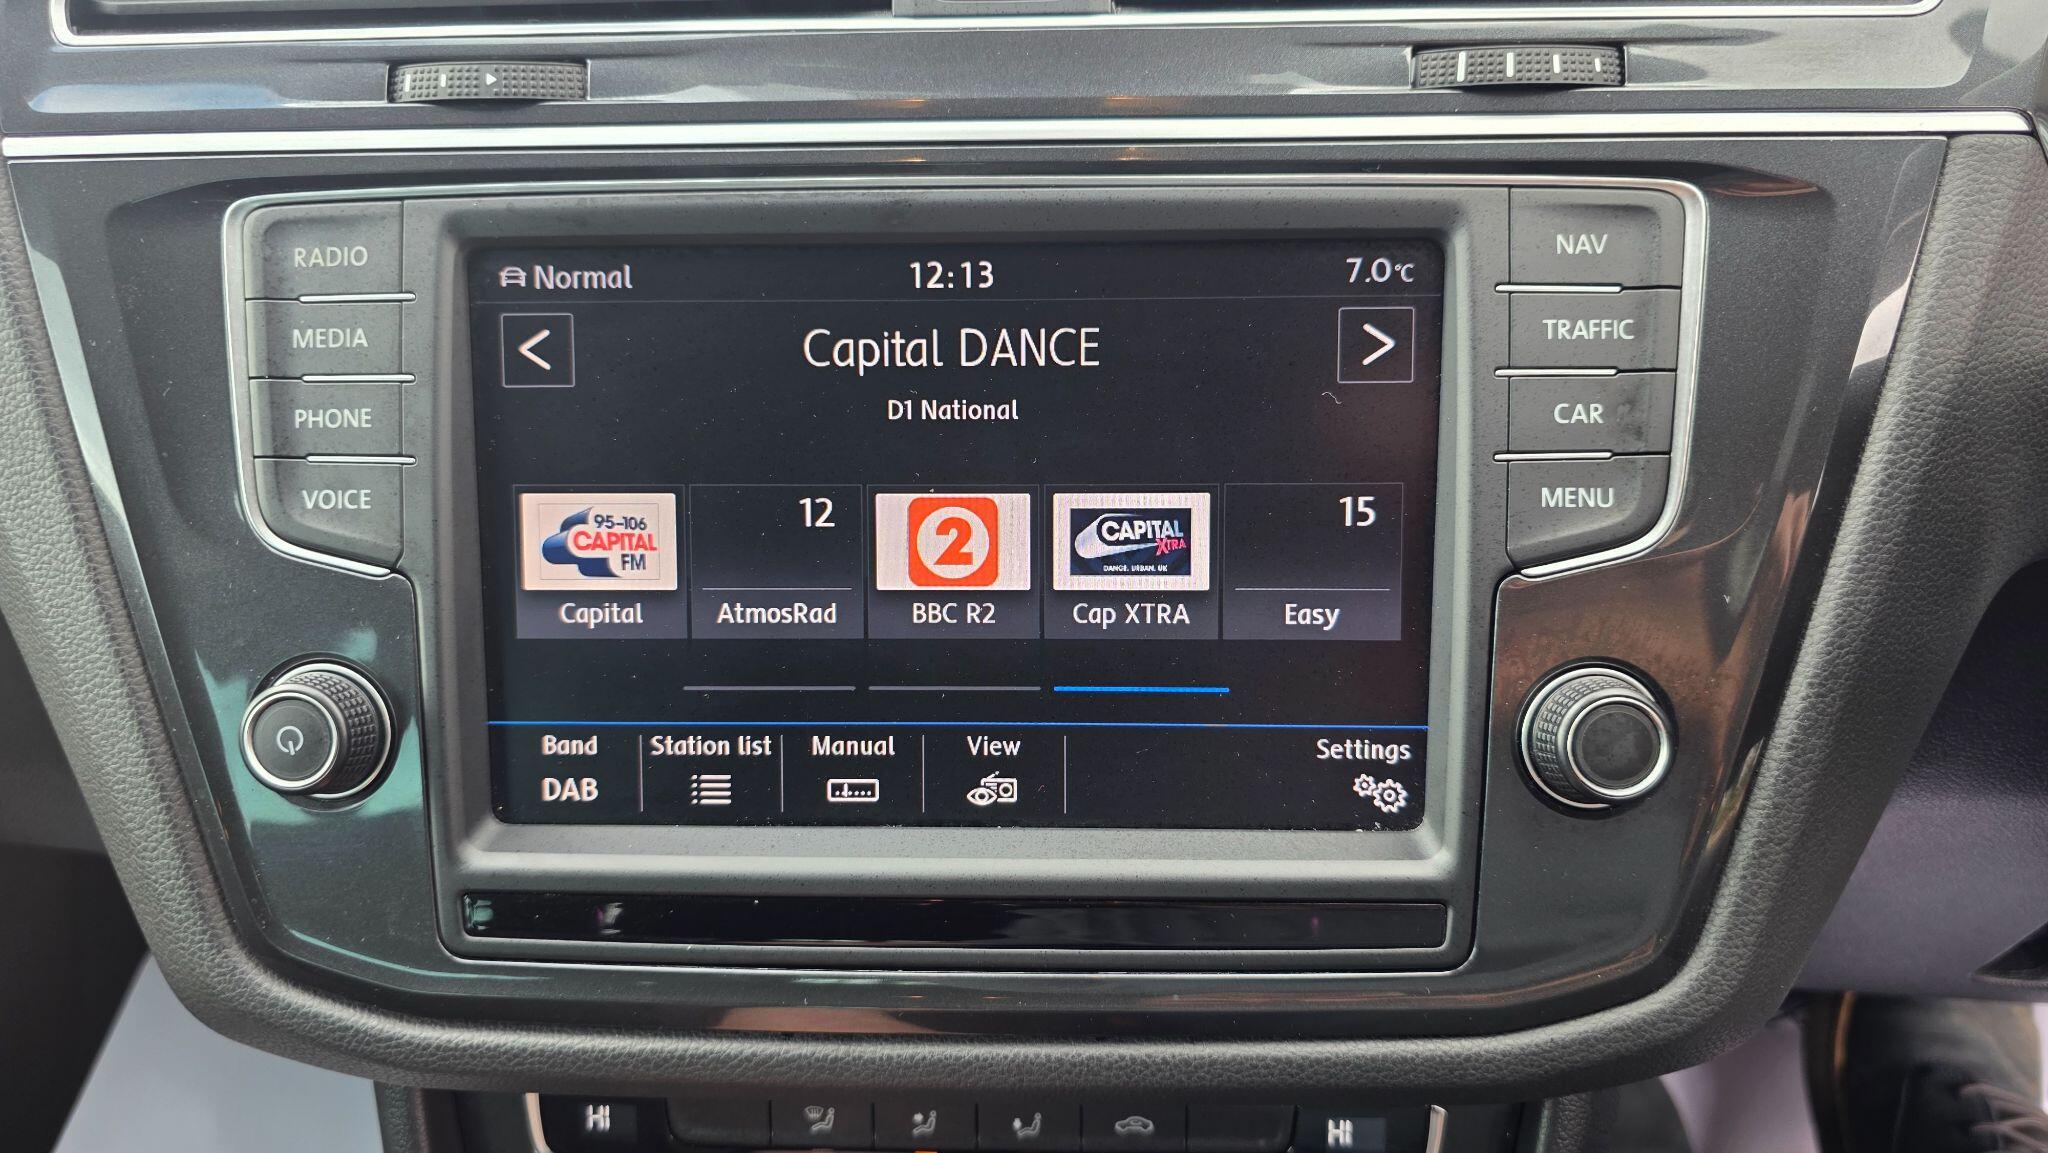 RADIO
MEDIA
PHONE
VOICE
Normal
12:13
7.0°C
<
Capital DANCE
>
D1 National
95-106
CAPITAL
FM
Capital
12
AtmosRad
2
BBC R2
CAPITAL
XTRA
DANCE. URBAN. UK
Cap XTRA
15
Easy
Band
DAB
Station list
Manual
View
Settings
NAV
TRAFFIC
CAR
MENU
HI
HI